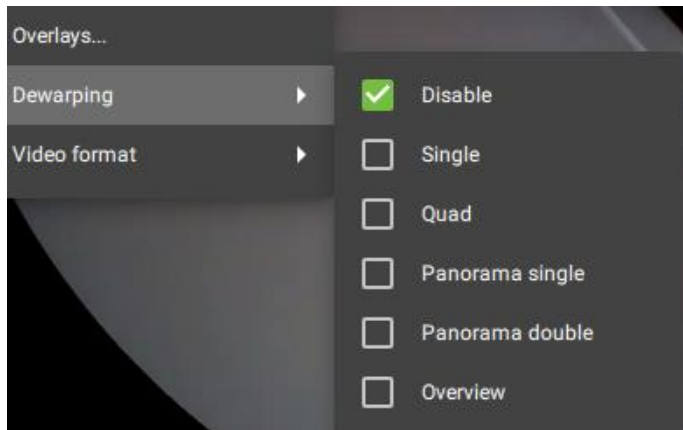 Overlays...
Dewarping
Video format
Disable
Single
Quad
Panorama single
Panorama double
Overview